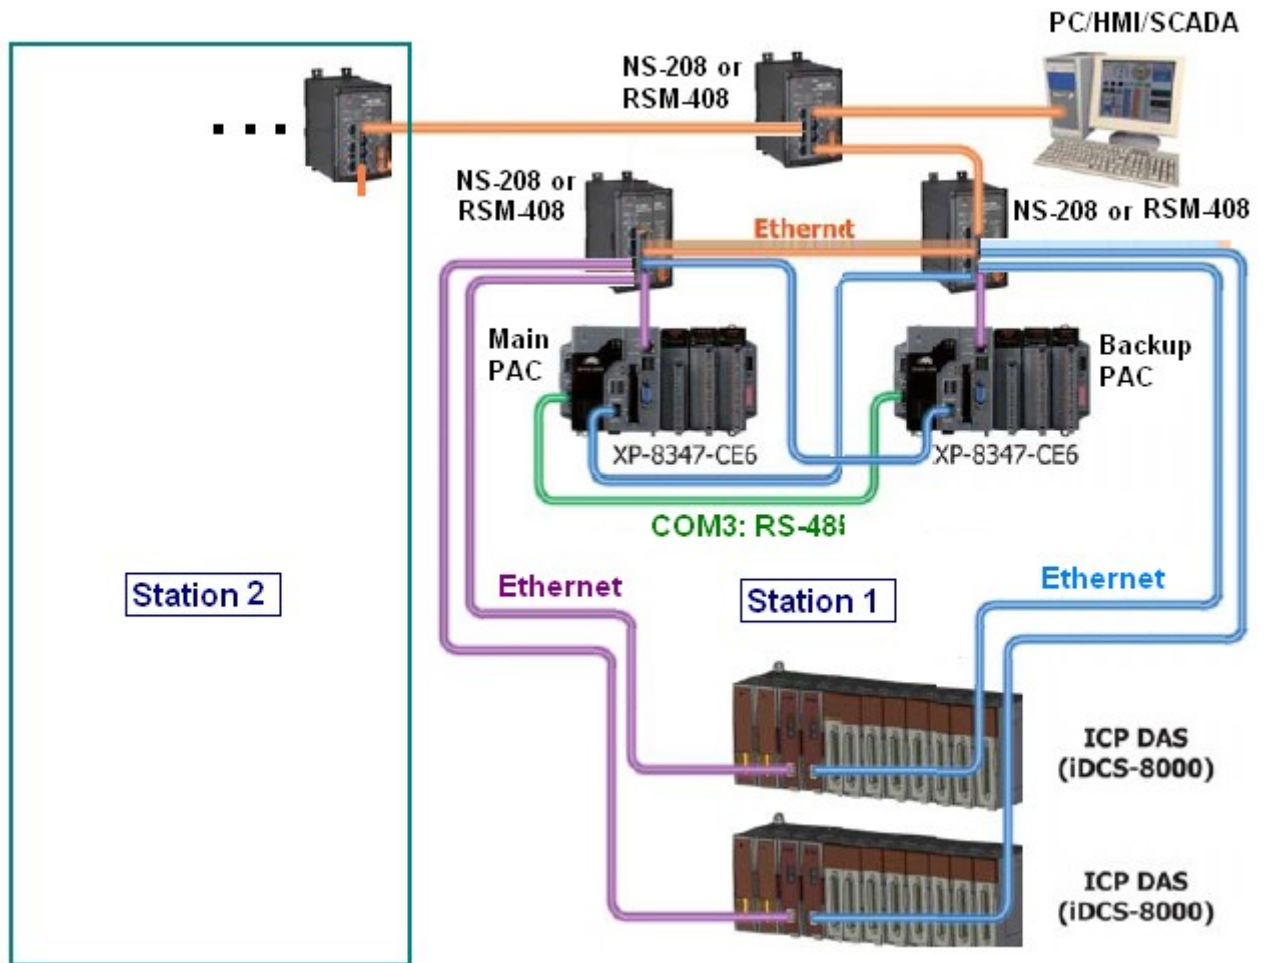 PC/HMI/SCADA
NS-208 or
RSM-408
. . .
NS-208 or
RSM-408
NS-208 or RSM-408
Ethernet
Main
PAC
Backup
PAC
XP-8347-CE6
XP-8347-CE6
COM3: RS-485
Ethernet
Ethernet
Station 2
Station 1
ICP DAS
(iDCS-8000)
ICP DAS
(iDCS-8000)